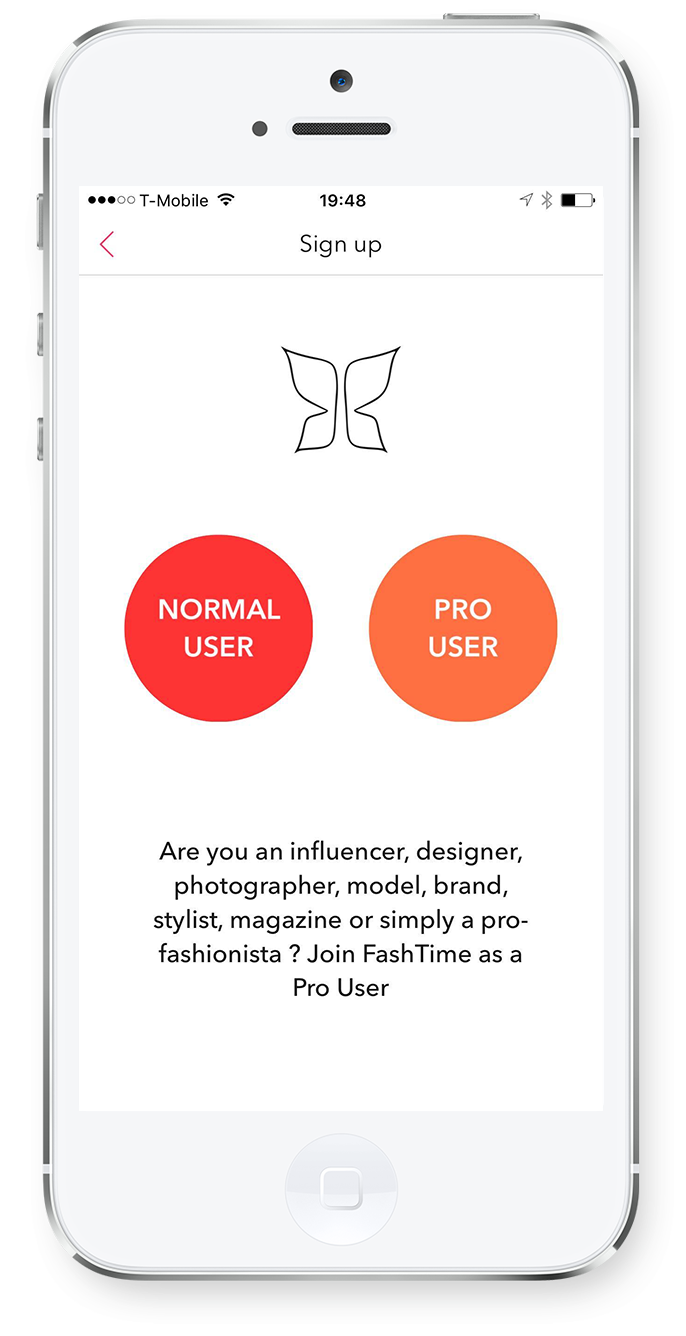 T-Mobile 19:48
Sign up
NORMAL
USER
PRO
USER
Are you an influencer, designer,
photographer, model, brand,
stylist, magazine or simply a pro-
fashionista ? Join FashTime as a
Pro User